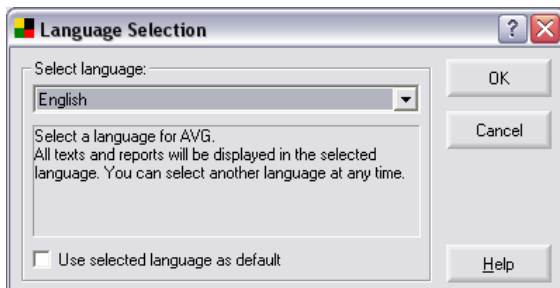 Language Selection
?
Select language:
English
OK
Select a language for AVG.
All texts and reports will be displayed in the selected
language. You can select another language at any time.
Cancel
Use selected language as default
Help